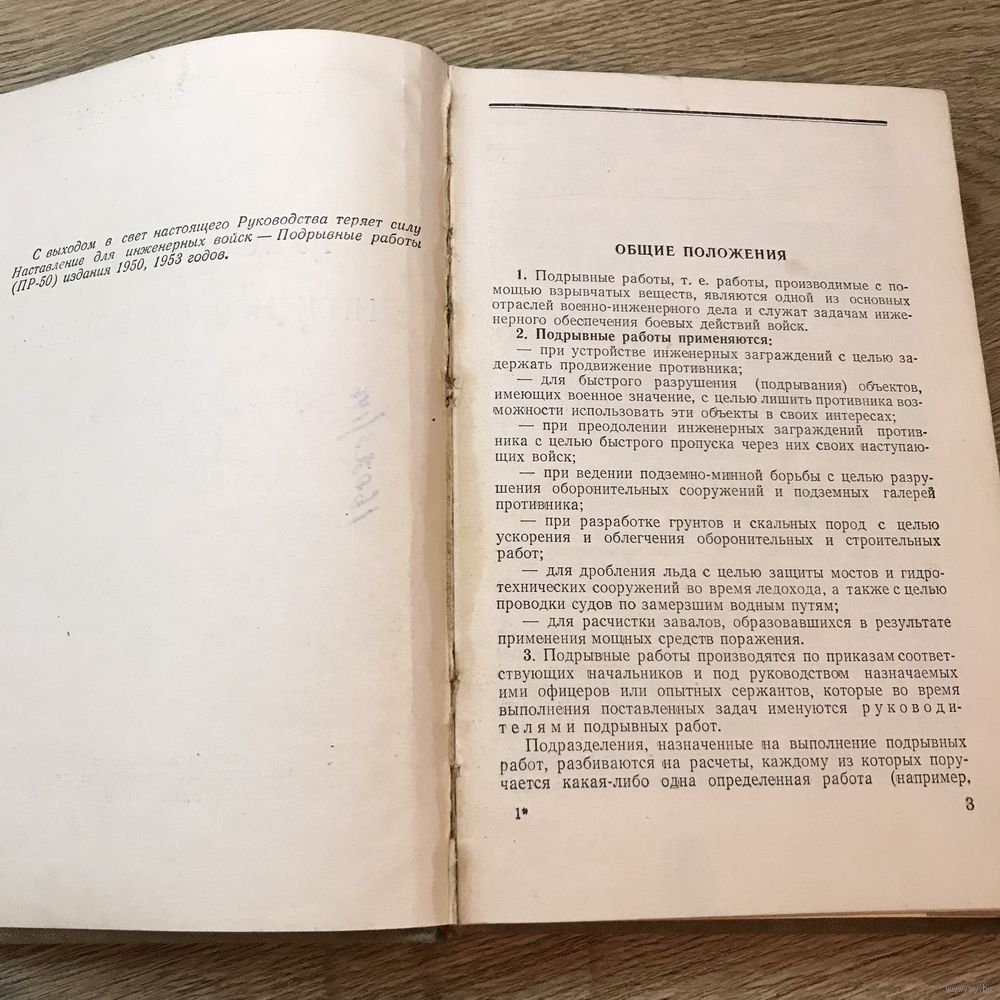 С выходом в свет настоящего Руководства теряет силу
Наставление для инженерных войск — Подрывные работы
(ПР-50) издания 1950, 1953 годов.
ОБЩИЕ ПОЛОЖЕНИЯ
1. Подрывные работы, т. е. работы, производимые с по-
мощью взрывчатых веществ, являются одной из основных
отраслей военно-инженерного дела и служат задачам инже-
нерного обеспечения боевых действий войск.
2. Подрывные работы применяются:
— при устройстве инженерных заграждений с целью за-
держать продвижение противника;
— для быстрого разрушения (подрывания) объектов,
имеющих военное значение, с целью лишить противника воз-
можности использовать эти объекты в своих интересах;
— при преодолении инженерных заграждений против-
ника с целью быстрого пропуска через них своих наступаю-
щих войск;
— при ведении подземно-минной борьбы с целью разру-
шения оборонительных сооружений и подземных галерей
противника;
— при разработке грунтов и скальных пород с целью
ускорения и облегчения оборонительных и строительных
работ;
— для дробления льда с целью защиты мостов и гидро-
технических сооружений во время ледохода, а также с целью
проводки судов по замерзшим водным путям;
— для расчистки завалов, образовавшихся в результате
применения мощных средств поражения.
3. Подрывные работы производятся по приказам соответ-
ствующих начальников и под руководством назначаемых
ими офицеров или опытных сержантов, которые во время
выполнения поставленных задач именуются руководи-
телями подрывных работ.
Подразделения, назначенные на выполнение подрывных
работ, разбиваются на расчеты, каждому из которых пору-
чается какая-либо одна определенная работа (например,
1*
3
www.ay.by